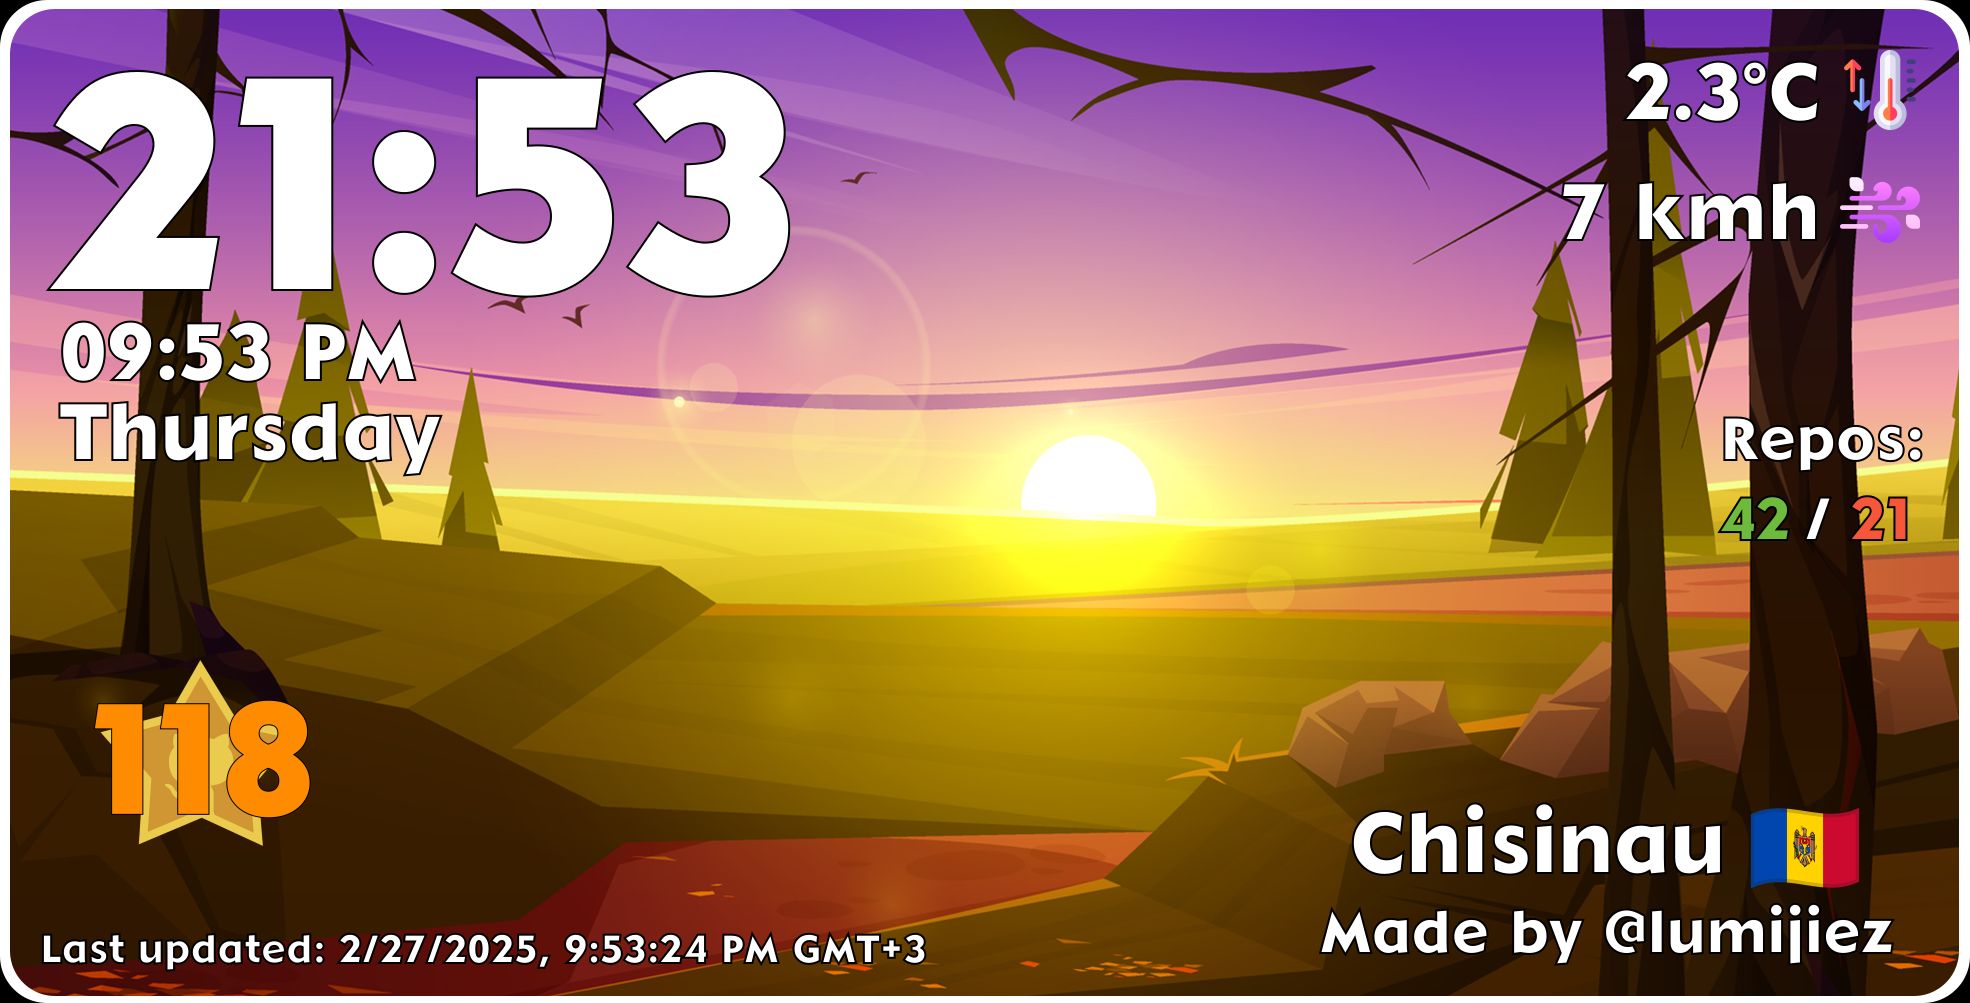 21:53
09:53 PM
Thursday
2.3°C
7 kmh
Repos:
42 / 21
118
Chisinau
Made by @lumijiez
Last updated: 2/27/2025, 9:53:24 PM GMT+3